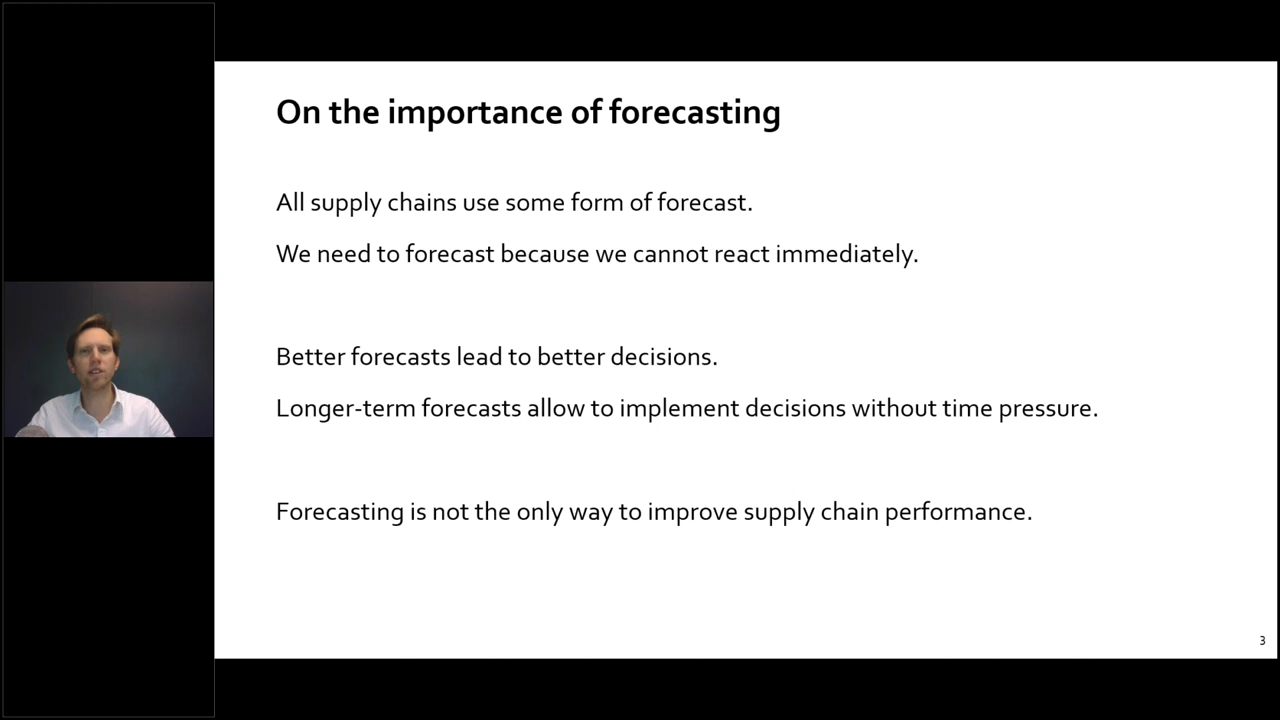 On the importance of forecasting
All supply chains use some form of forecast.
We need to forecast because we cannot react immediately.
Better forecasts lead to better decisions.
Longer-term forecasts allow to implement decisions without time pressure.
Forecasting is not the only way to improve supply chain performance.
3